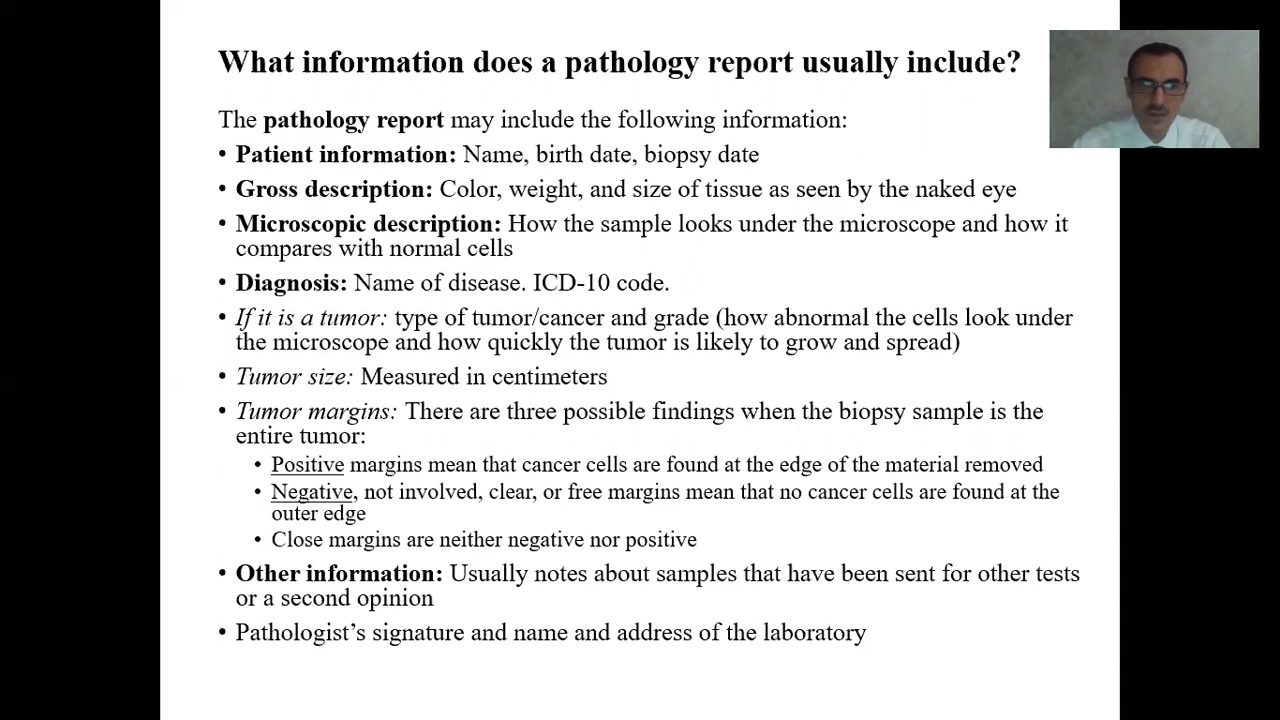 What information does a pathology report usually include?
The pathology report may include the following information:
• Patient information: Name, birth date, biopsy date
• Gross description: Color, weight, and size of tissue as seen by the naked eye
• Microscopic description: How the sample looks under the microscope and how it
compares with normal cells
• Diagnosis: Name of disease. ICD-10 code.
• If it is a tumor: type of tumor/cancer and grade (how abnormal the cells look under
the microscope and how quickly the tumor is likely to grow and spread)
• Tumor size: Measured in centimeters
• Tumor margins: There are three possible findings when the biopsy sample is the
entire tumor:
• Positive margins mean that cancer cells are found at the edge of the material removed
• Negative, not involved, clear, or free margins mean that no cancer cells are found at the
outer edge
• Close margins are neither negative nor positive
• Other information: Usually notes about samples that have been sent for other tests
or a second opinion
• Pathologist’s signature and name and address of the laboratory